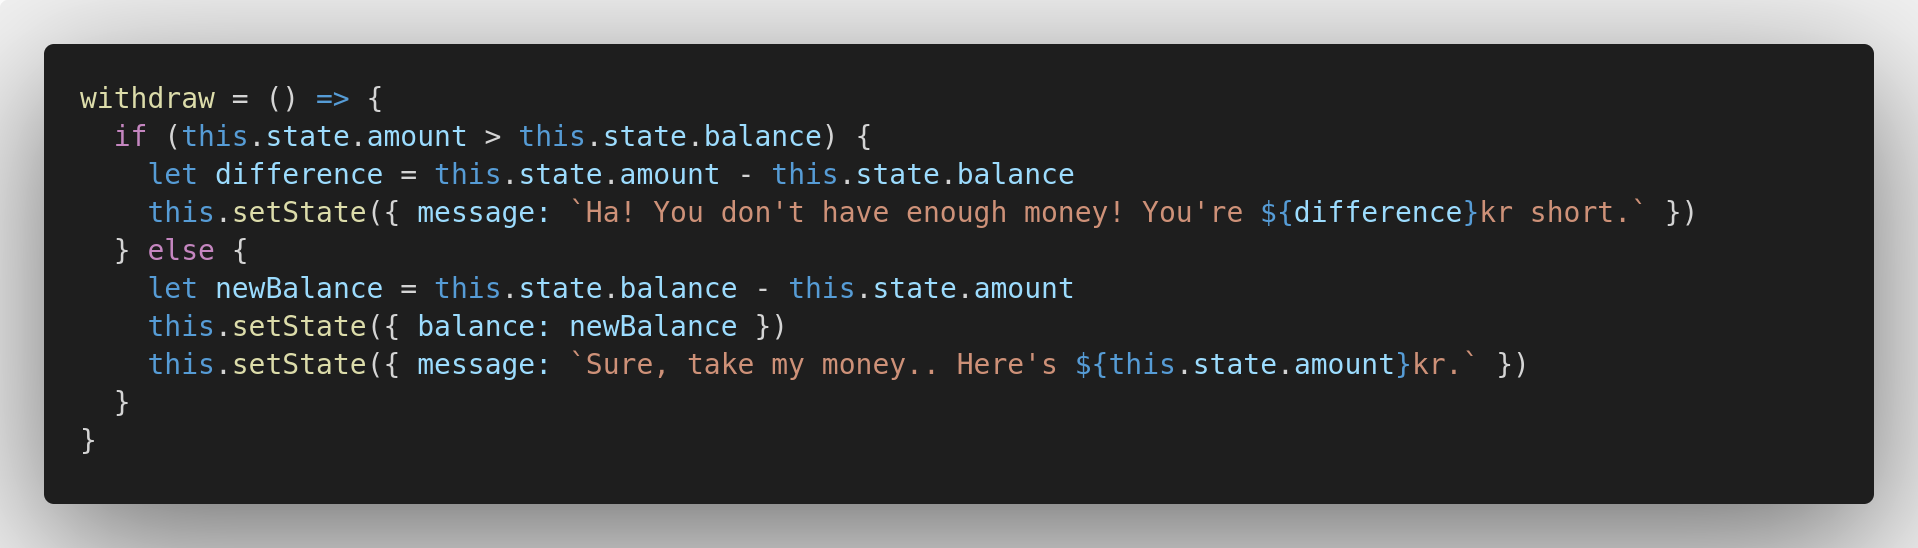 withdraw = () => {
  if (this.state.amount > this.state.balance) {
    let difference = this.state.amount - this.state.balance
    this.setState({ message: `Ha! You don't have enough money! You're ${difference}kr short.` })
  } else {
    let newBalance = this.state.balance - this.state.amount
    this.setState({ balance: newBalance })
    this.setState({ message: `Sure, take my money.. Here's ${this.state.amount}kr.` })
  }
}